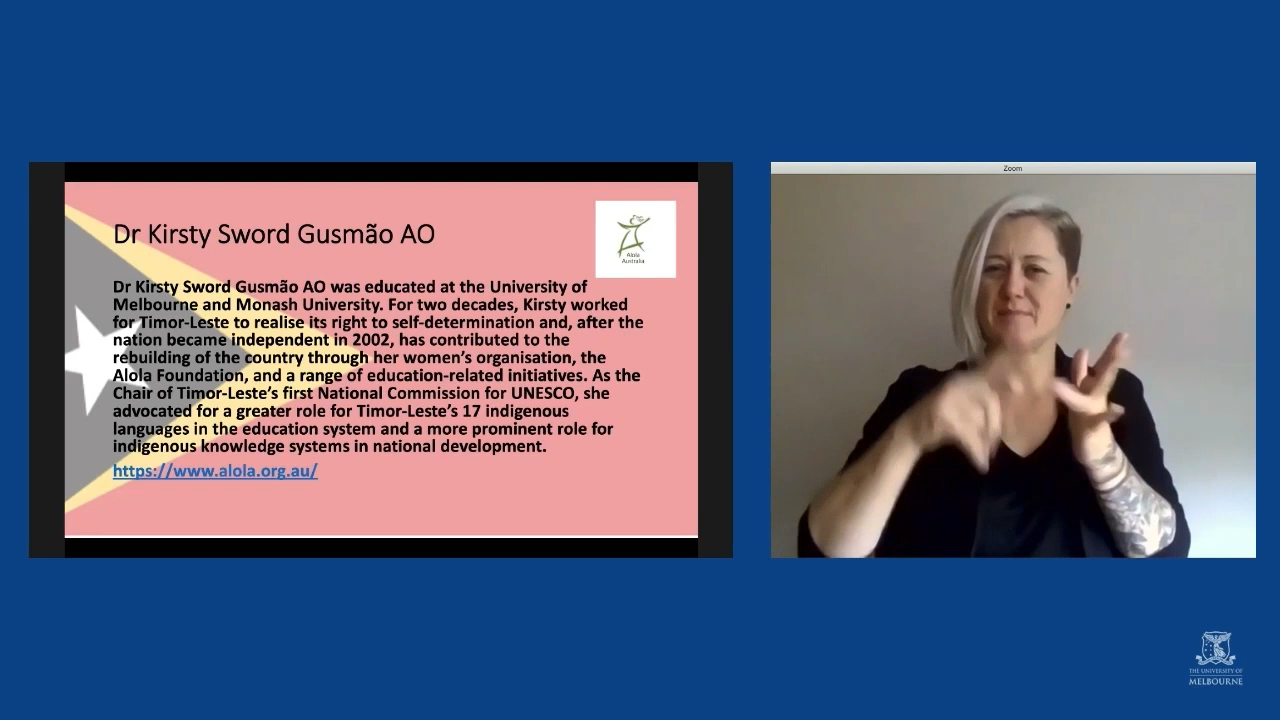 Dr Kirsty Sword Gusmão AO
Alola
Australia
Dr Kirsty Sword Gusmão AO was educated at the University of
Melbourne and Monash University. For two decades, Kirsty worked
for Timor-Leste to realise its right to self-determination and, after the
nation became independent in 2002, has contributed to the
rebuilding of the country through her women’s organisation, the
Alola Foundation, and a range of education-related initiatives. As the
Chair of Timor-Leste’s first National Commission for UNESCO, she
advocated for a greater role for Timor-Leste’s 17 indigenous
languages in the education system and a more prominent role for
indigenous knowledge systems in national development.
https://www.alola.org.au/
Zoom
THE UNIVERSITY OF
MELBOURNE